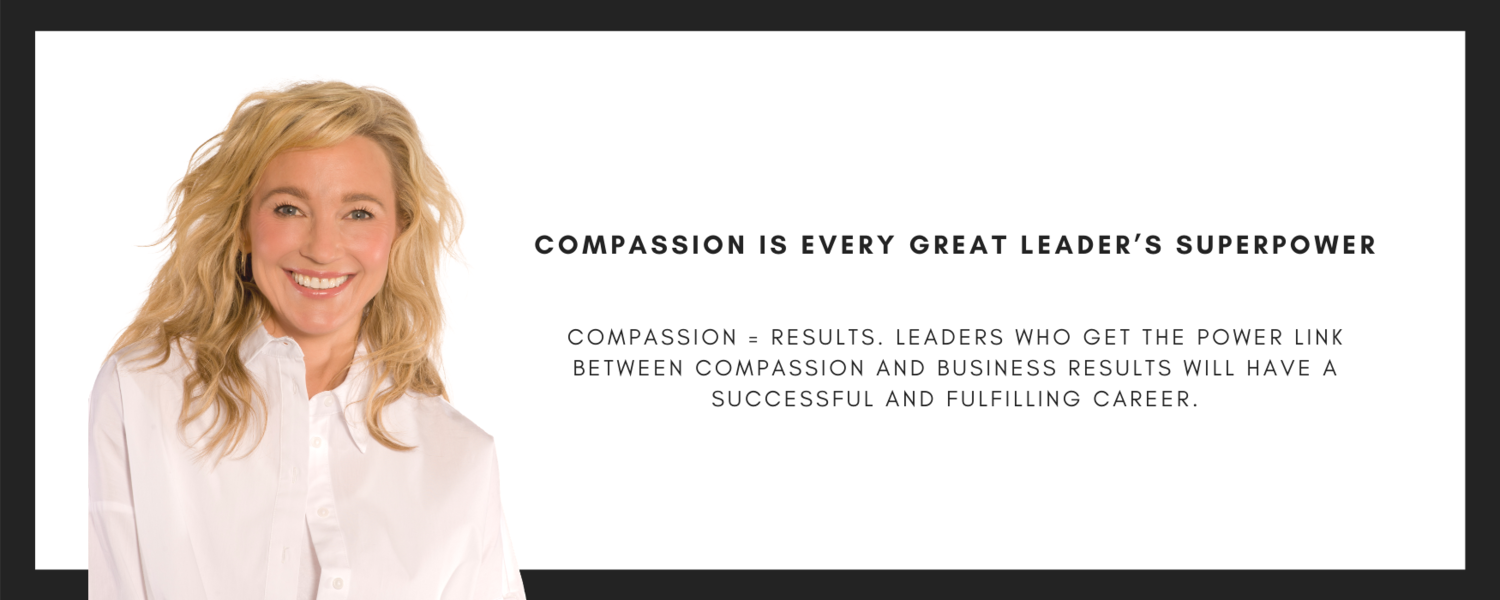 COMPASSION IS EVERY GREAT LEADER’S SUPERPOWER
COMPASSION = RESULTS. LEADERS WHO GET THE POWER LINK
BETWEEN COMPASSION AND BUSINESS RESULTS WILL HAVE A
SUCCESSFUL AND FULFILLING CAREER.